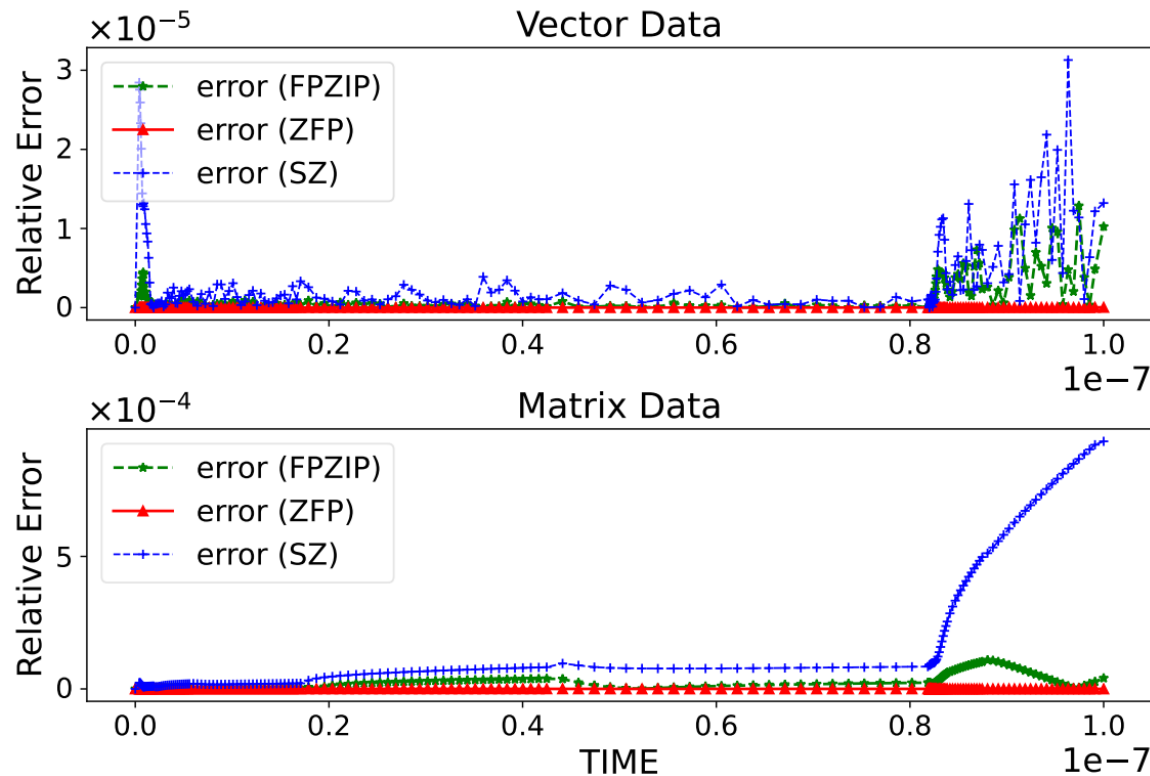 ×10⁻⁵
Vector Data
Relative Error
3
2
1
0
error (FPZIP)
error (ZFP)
error (SZ)
0.0 0.2 0.4 0.6 0.8 1.0
1e−7
×10⁻⁴
Matrix Data
Relative Error
5
0
error (FPZIP)
error (ZFP)
error (SZ)
0.0 0.2 0.4 0.6 0.8 1.0
TIME
1e−7